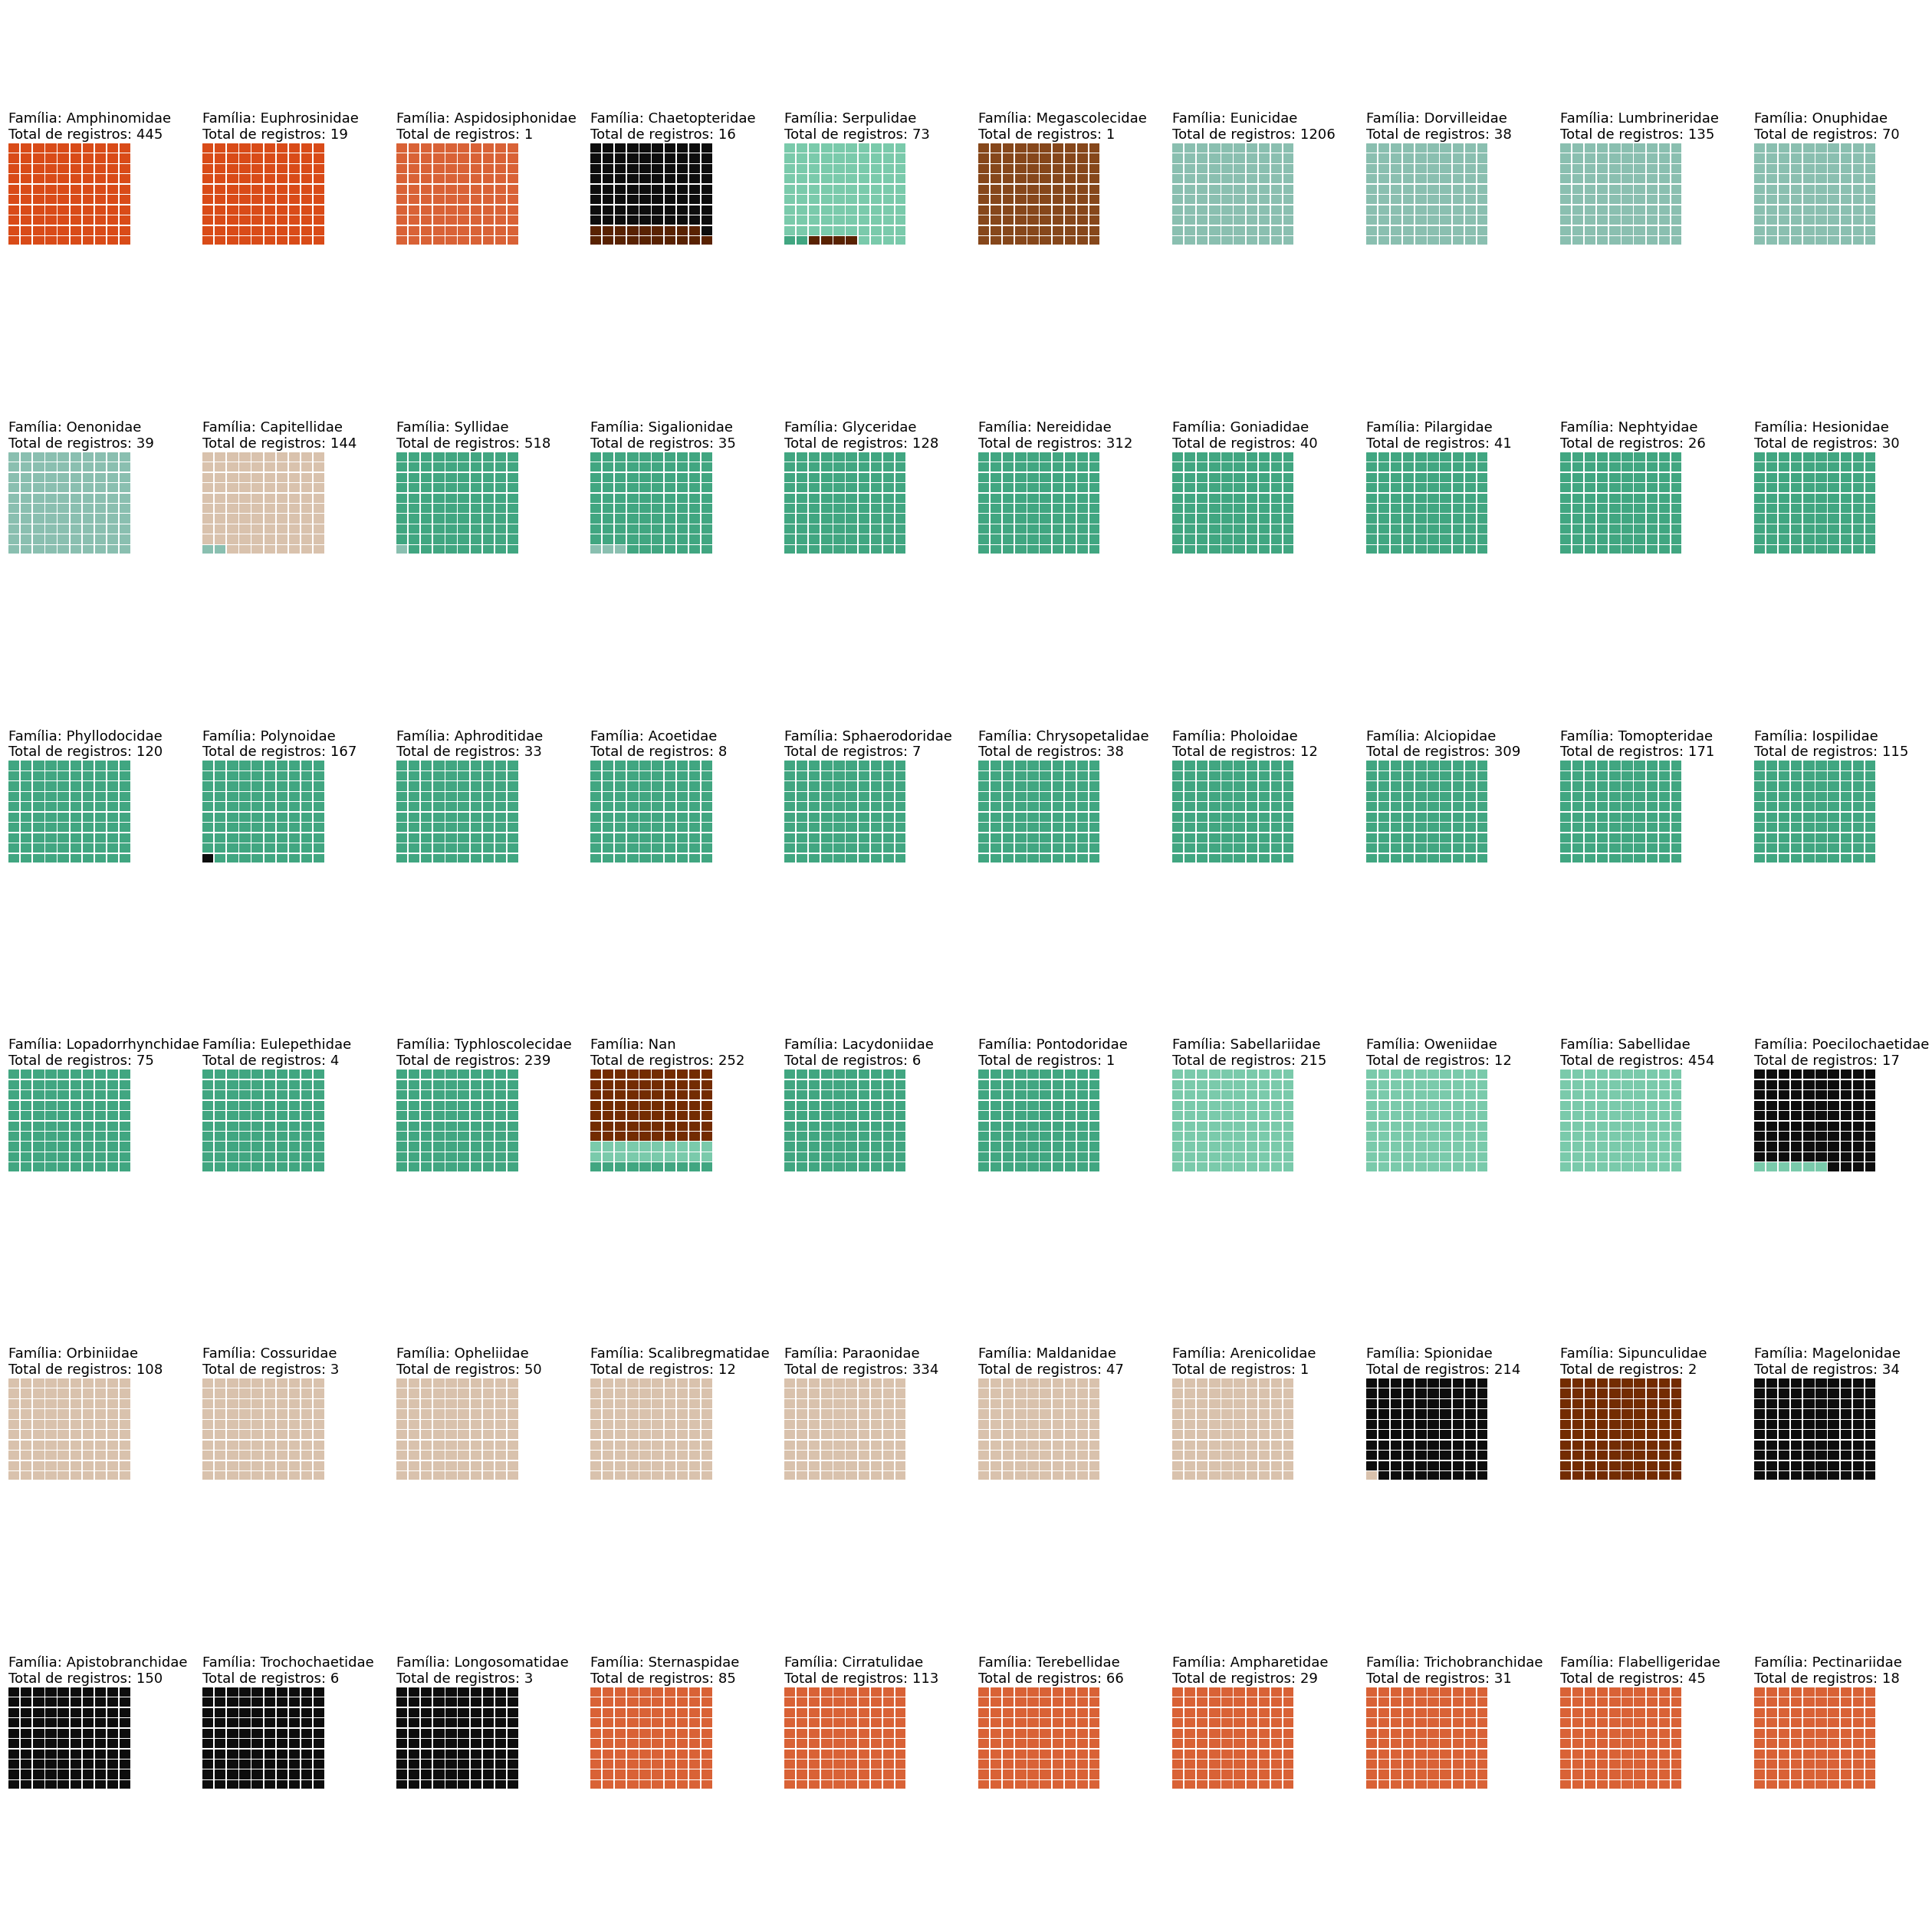 Família: Amphinomidae
Total de registros: 445
Família: Euphrosinidae
Total de registros: 19
Família: Aspidosiphonidae
Total de registros: 1
Família: Chaetopteridae
Total de registros: 16
Família: Serpulidae
Total de registros: 73
Família: Megascolecidae
Total de registros: 1
Família: Eunicidae
Total de registros: 1206
Família: Dorvilleidae
Total de registros: 38
Família: Lumbrineridae
Total de registros: 135
Família: Onuphidae
Total de registros: 70
Família: Oenonidae
Total de registros: 39
Família: Capitellidae
Total de registros: 144
Família: Syllidae
Total de registros: 518
Família: Sigalionidae
Total de registros: 35
Família: Glyceridae
Total de registros: 128
Família: Nereididae
Total de registros: 312
Família: Goniadidae
Total de registros: 40
Família: Pilargidae
Total de registros: 41
Família: Nephtyidae
Total de registros: 26
Família: Hesionidae
Total de registros: 30
Família: Phyllodocidae
Total de registros: 120
Família: Polynoidae
Total de registros: 167
Família: Aphroditidae
Total de registros: 33
Família: Acoetidae
Total de registros: 8
Família: Sphaerodoridae
Total de registros: 7
Família: Chrysopetalidae
Total de registros: 38
Família: Pholoidae
Total de registros: 12
Família: Alciopidae
Total de registros: 309
Família: Tomopteridae
Total de registros: 171
Família: Iospilidae
Total de registros: 115
Família: Lopadorrhynchidae
Total de registros: 75
Família: Eulepethidae
Total de registros: 4
Família: Typhloscolecidae
Total de registros: 239
Família: Nan
Total de registros: 252
Família: Lacydoniidae
Total de registros: 6
Família: Pontodoridae
Total de registros: 1
Família: Sabellariidae
Total de registros: 215
Família: Oweniidae
Total de registros: 12
Família: Sabellidae
Total de registros: 454
Família: Poecilochaetidae
Total de registros: 17
Família: Orbiniidae
Total de registros: 108
Família: Cossuridae
Total de registros: 3
Família: Opheliidae
Total de registros: 50
Família: Scalibregmatidae
Total de registros: 12
Família: Paraonidae
Total de registros: 334
Família: Maldanidae
Total de registros: 47
Família: Arenicolidae
Total de registros: 1
Família: Spionidae
Total de registros: 214
Família: Sipunculidae
Total de registros: 2
Família: Magelonidae
Total de registros: 34
Família: Apistobranchidae
Total de registros: 150
Família: Trochochaetidae
Total de registros: 6
Família: Longosomatidae
Total de registros: 3
Família: Sternaspidae
Total de registros: 85
Família: Cirratulidae
Total de registros: 113
Família: Terebellidae
Total de registros: 66
Família: Ampharetidae
Total de registros: 29
Família: Trichobranchidae
Total de registros: 31
Família: Flabelligeridae
Total de registros: 45
Família: Pectinariidae
Total de registros: 18